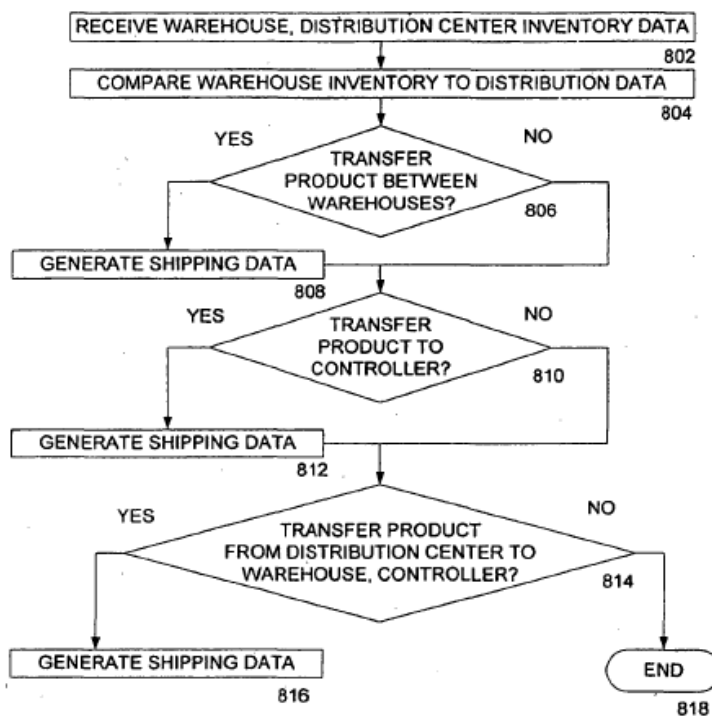 RECEIVE WAREHOUSE, DISTRIBUTION CENTER INVENTORY DATA
802
COMPARE WAREHOUSE INVENTORY TO DISTRIBUTION DATA
804
YES
NO
TRANSFER
PRODUCT BETWEEN
WAREHOUSES?
806
GENERATE SHIPPING DATA
808
YES
NO
TRANSFER
PRODUCT TO
CONTROLLER?
810
GENERATE SHIPPING DATA
812
YES
NO
TRANSFER PRODUCT
FROM DISTRIBUTION CENTER TO
WAREHOUSE, CONTROLLER?
814
GENERATE SHIPPING DATA
816
END
818